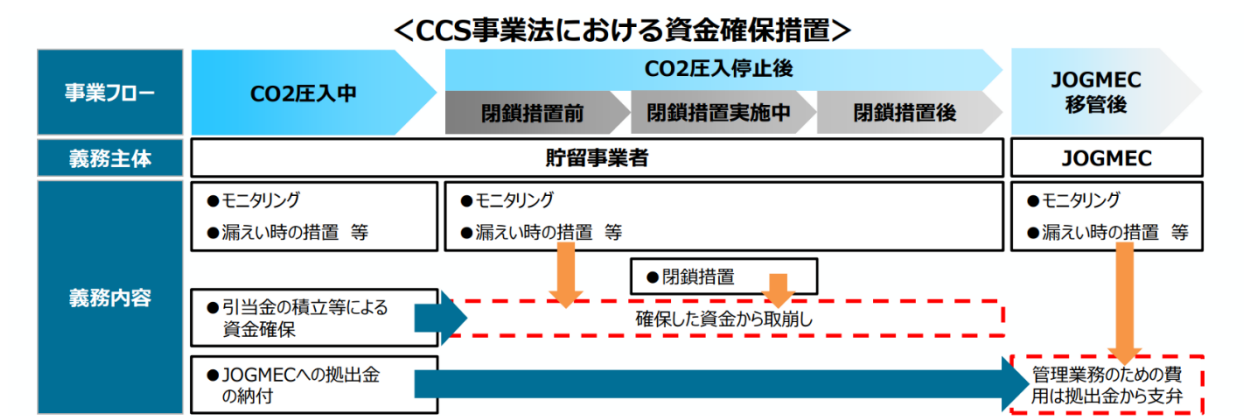 <CCS事業法における資金確保措置>
事業フロー
CO2圧入中
CO2圧入停止後
閉鎖措置前
閉鎖措置実施中
閉鎖措置後
JOGMEC
移管後
義務主体
貯留事業者
JOGMEC
義務内容
●モニタリング
●漏えい時の措置 等
●モニタリング
●漏えい時の措置 等
●モニタリング
●漏えい時の措置 等
●閉鎖措置
●引当金の積立等による
資金確保
確保した資金から取崩し
●JOGMECへの拠出金
の納付
管理業務のための費
用は拠出金から支弁